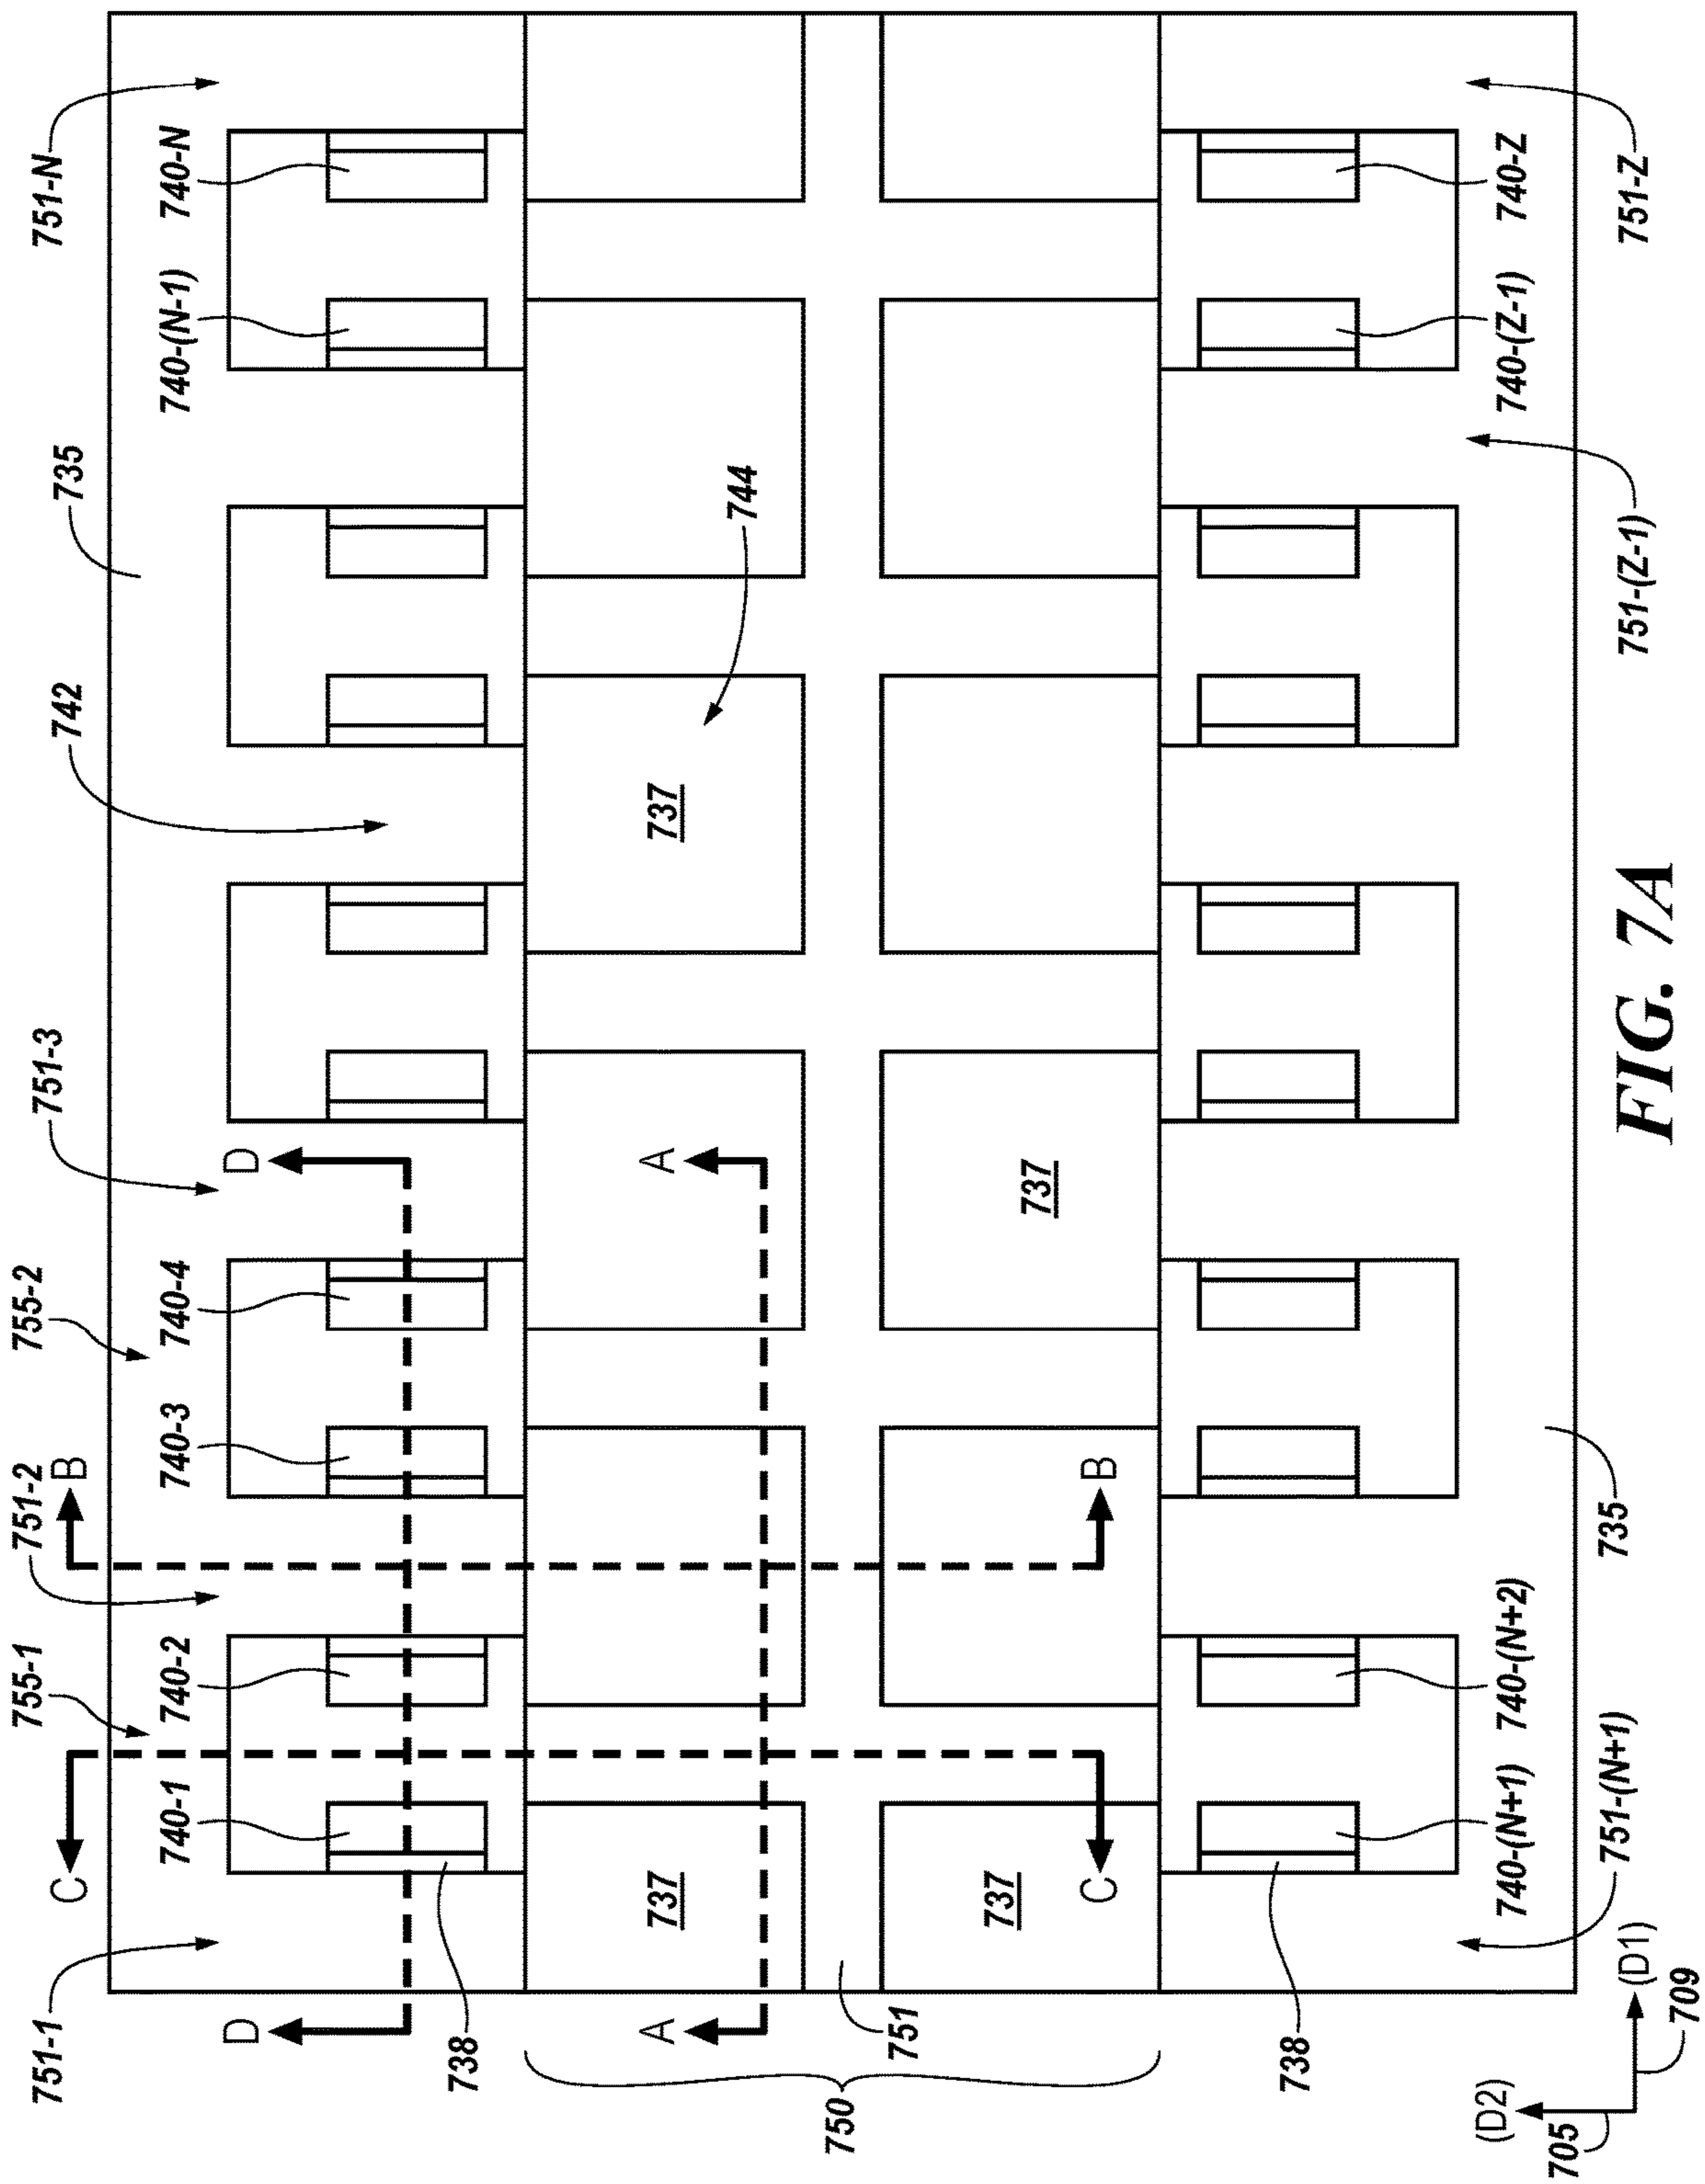 751-1
755-1
751-2
755-2
751-3
742
735
751-N
C
B
740-1
740-2
740-3
740-4
740-(N-1)
740-N
D
D
738
A
A
737
737
744
750
751
737
737
C
B
738
740-(N+1)
740-(N+2)
740-(Z-1)
740-Z
(D2)
705
751-(N+1)
735
751-(Z-1)
751-Z
(D1)
709
FIG. 7A